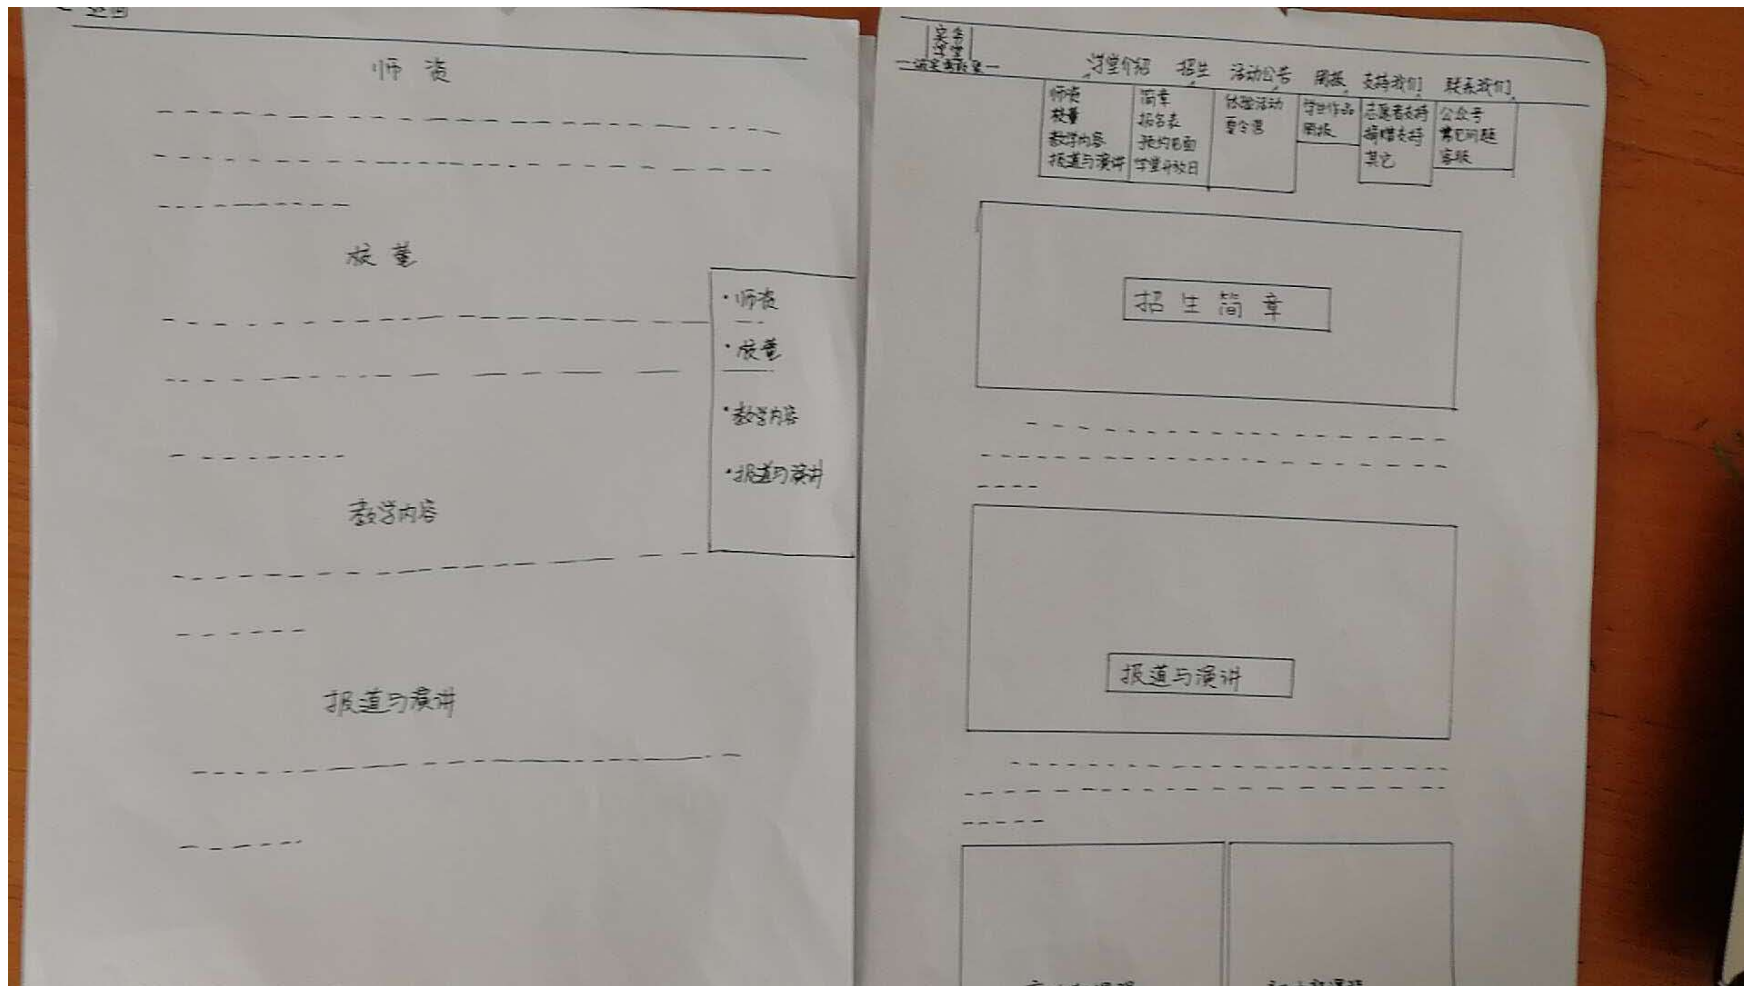 返回
师资
校董
教学内容
报道与演讲
·师资
·校董
·教学内容
·报道与演讲
实务
学堂
学堂介绍 招生 活动公告 周报 支持我们 联系我们
师资
校董
教学内容
报道与演讲
简章
报名表
预约面
学堂开放日
体验活动
夏令营
学生作品
周报
志愿者支持
捐赠支持
其它
公众号
常见问题
客服
招生简章
报道与演讲